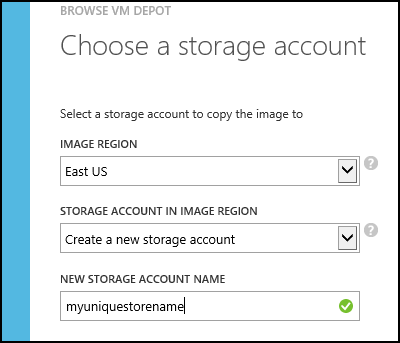 BROWSE VM DEPOT
Choose a storage account
Select a storage account to copy the image to
IMAGE REGION
East US
?
STORAGE ACCOUNT IN IMAGE REGION
Create a new storage account
?
NEW STORAGE ACCOUNT NAME
myuniquestorename